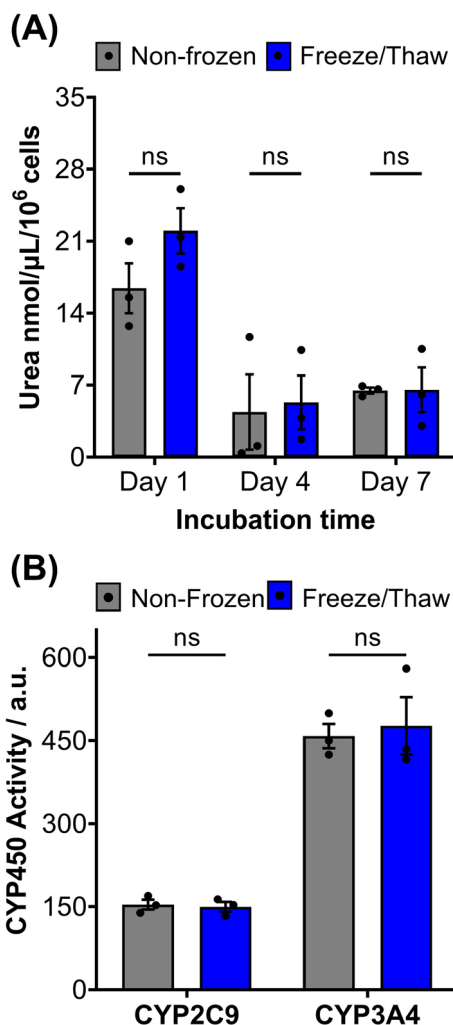 (A)
Non-frozen Freeze/Thaw
Urea nmol/µL/10⁶ cells
35
28
21
14
7
0
ns ns ns
Day 1 Day 4 Day 7
Incubation time
(B)
Non-Frozen Freeze/Thaw
CYP450 Activity / a.u.
600
450
300
150
0
ns ns
CYP2C9 CYP3A4